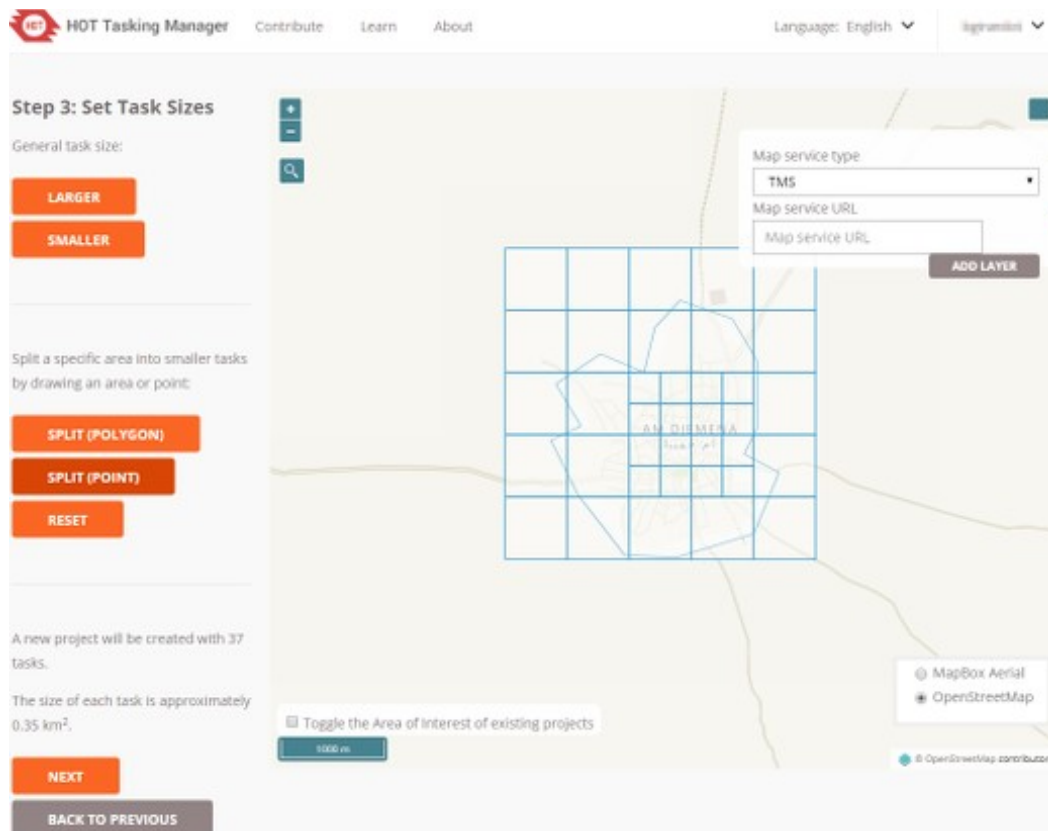 HOT
HOT Tasking Manager
Contribute
Learn
About
Language: English
Step 3: Set Task Sizes
General task size:
LARGER
SMALLER
Split a specific area into smaller tasks
by drawing an area or point:
SPLIT (POLYGON)
SPLIT (POINT)
RESET
A new project will be created with 37
tasks.
The size of each task is approximately
0.35 km².
NEXT
BACK TO PREVIOUS
+
−
Map service type
TMS
Map service URL
Map service URL
ADD LAYER
AM DJEMENA
MapBox Aerial
OpenStreetMap
Toggle the Area of Interest of existing projects
1000 m
© OpenStreetMap contributor